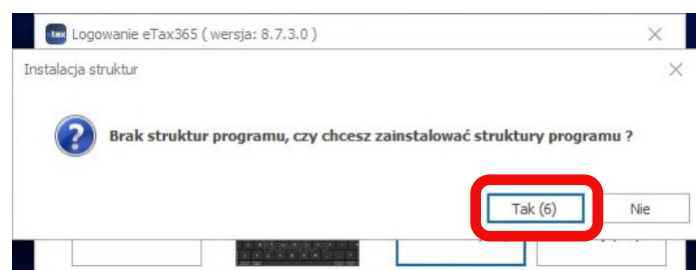 tax Logowanie eTax365 ( wersja: 8.7.3.0 )
Instalacja struktur
Brak struktur programu, czy chcesz zainstalować struktury programu ?
Tak (6)
Nie